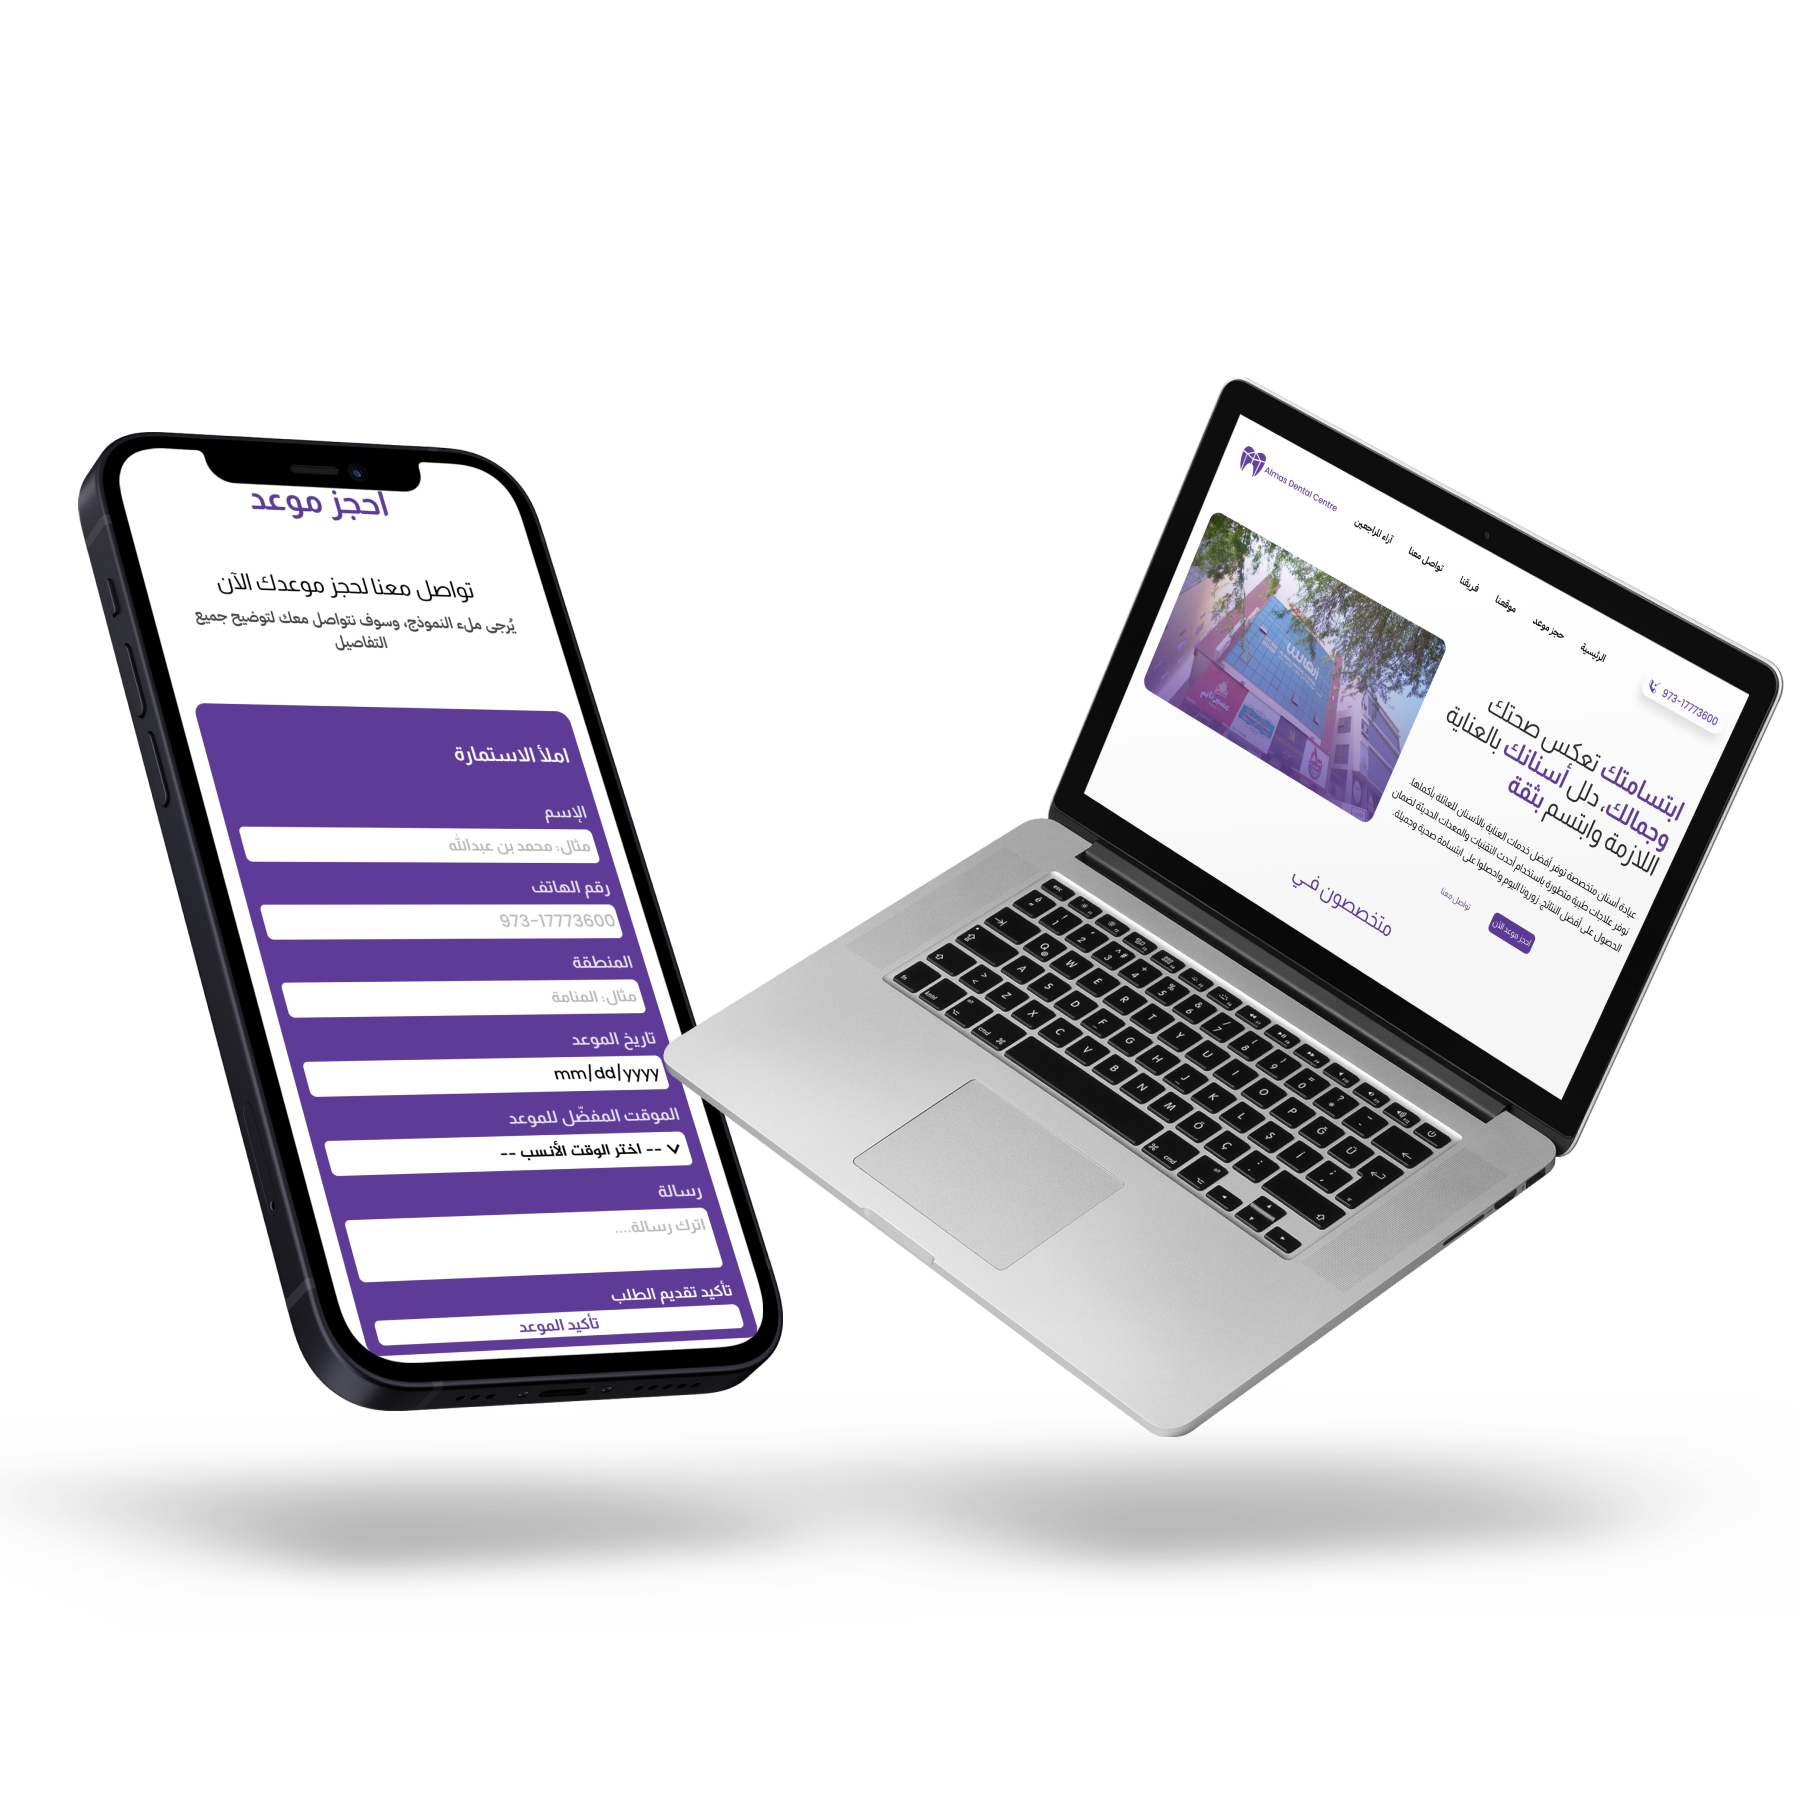 احجز موعد
تواصل معنا لحجز موعدك الآن
يُرجى ملء النموذج، وسوف نتواصل معك لتوضيح جميع
التفاصيل
املأ الاستمارة
الإسم
مثال: محمد بن عبدالله
رقم الهاتف
973-17773600
المنطقة
مثال: المنامة
تاريخ الموعد
mm/dd/yyyy
الموقت المفضّل للموعد
-- اختر الوقت الأنسب --
رسالة
اترك رسالة....
تأكيد تقديم الطلب
تأكيد الموعد
Almas Dental Centre
الرئيسية
حجز موعد
موقعنا
فريقنا
تواصل معنا
آراء المراجعين
973-17773600
ابتسامتك تعكس صحتك
وجمالك، دلل أسنانك بالعناية
اللازمة وابتسم بثقة
عيادة أسنان متخصصة توفر أفضل خدمات العناية بالأسنان للعائلة بأكملها.
نوفر علاجات طبية متطورة باستخدام أحدث التقنيات والمعدات الحديثة لضمان
الحصول على أفضل النتائج. زورونا اليوم واحصلوا على ابتسامة صحية وجميلة.
احجز موعد الآن
تواصل معنا
متخصصون في
esc
Q W E R T Y U I O P Ğ Ü
A S D F G H J K L Ş İ
Z X C V B N M Ö Ç
fn
cmd
cmd